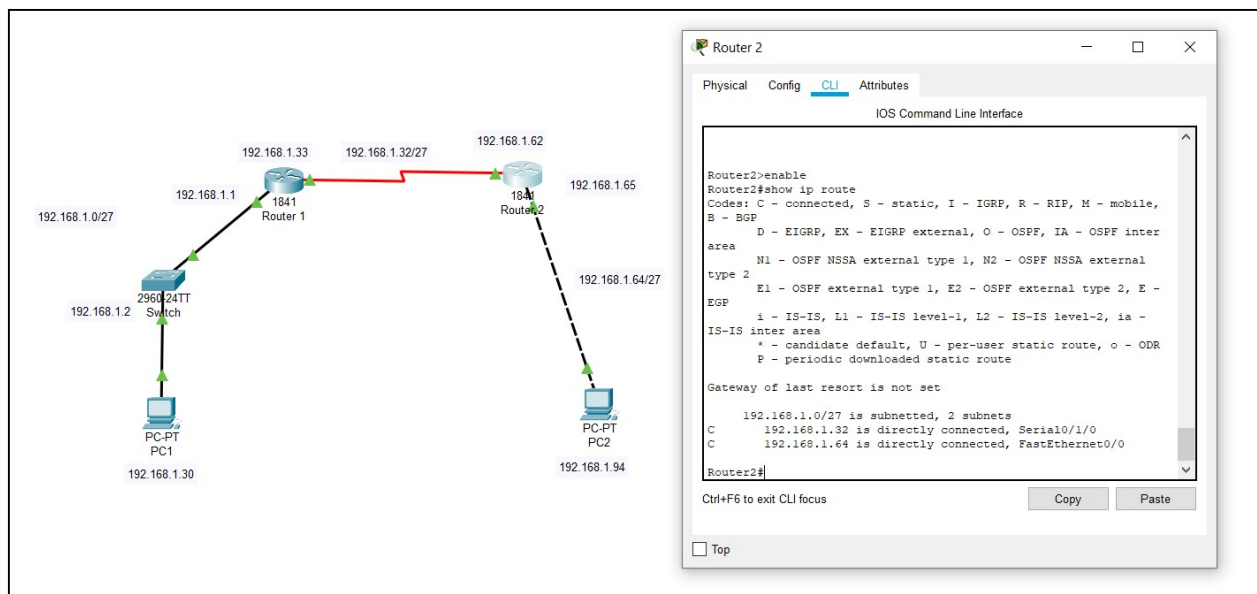 192.168.1.33
192.168.1.32/27
192.168.1.62
192.168.1.1
1841
Router 1
1841
Router 2
192.168.1.65
192.168.1.0/27
2960-24TT
Switch
192.168.1.2
192.168.1.64/27
PC-PT
PC1
192.168.1.30
PC-PT
PC2
192.168.1.94
Router 2
Physical Config CLI Attributes
IOS Command Line Interface
Router2>enable
Router2#show ip route
Codes: C - connected, S - static, I - IGRP, R - RIP, M - mobile,
B - BGP
D - EIGRP, EX - EIGRP external, O - OSPF, IA - OSPF inter
area
N1 - OSPF NSSA external type 1, N2 - OSPF NSSA external
type 2
E1 - OSPF external type 1, E2 - OSPF external type 2, E -
EGP
i - IS-IS, L1 - IS-IS level-1, L2 - IS-IS level-2, ia -
IS-IS inter area
* - candidate default, U - per-user static route, o - ODR
P - periodic downloaded static route
Gateway of last resort is not set
192.168.1.0/27 is subnetted, 2 subnets
C 192.168.1.32 is directly connected, Serial0/1/0
C 192.168.1.64 is directly connected, FastEthernet0/0
Router2#
Ctrl+F6 to exit CLI focus
Copy Paste
Top